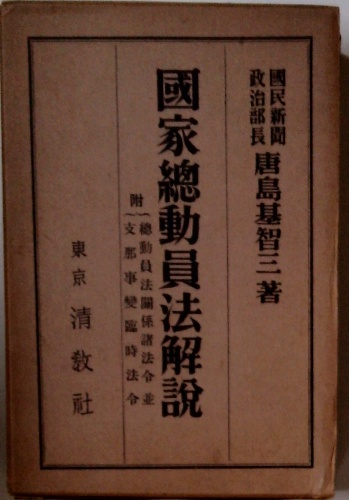 國民新聞
政治部長
唐島基智三 著
國家總動員法解說
附
總動員法關係諸法令並
支那事變臨時法令
東京 清教社